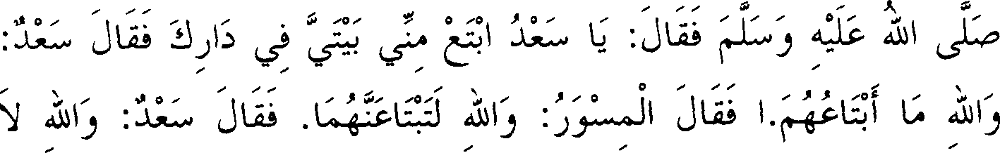 صَلَّى اللهُ عَلَيْهِ وَسَلَّمَ فَقَالَ: يَا سَعْدُ ابْتَعْ مِنِّي بَيْتَيَّ فِي دَارِكَ فَقَالَ سَعْدٌ:
وَاللهِ مَا أَبْتَاعُهُمَ.ا فَقَالَ الْمِسْوَرُ: وَاللهِ لَتَبْتَاعَنَّهُمَا. فَقَالَ سَعْدٌ: وَاللهِ لاَ